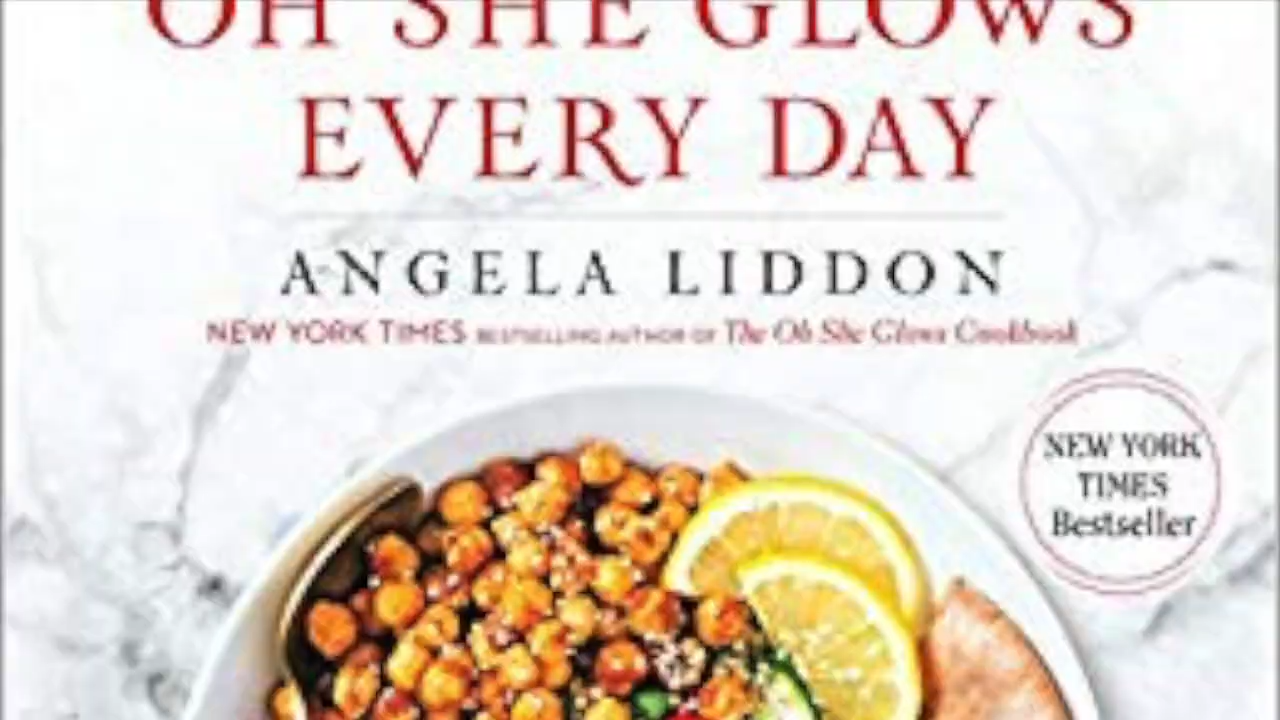 OH SHE GLOWS
EVERY DAY
ANGELA LIDDON
NEW YORK TIMES BESTSELLING AUTHOR OF The Oh She Glows Cookbook
NEW YORK
TIMES
Bestseller